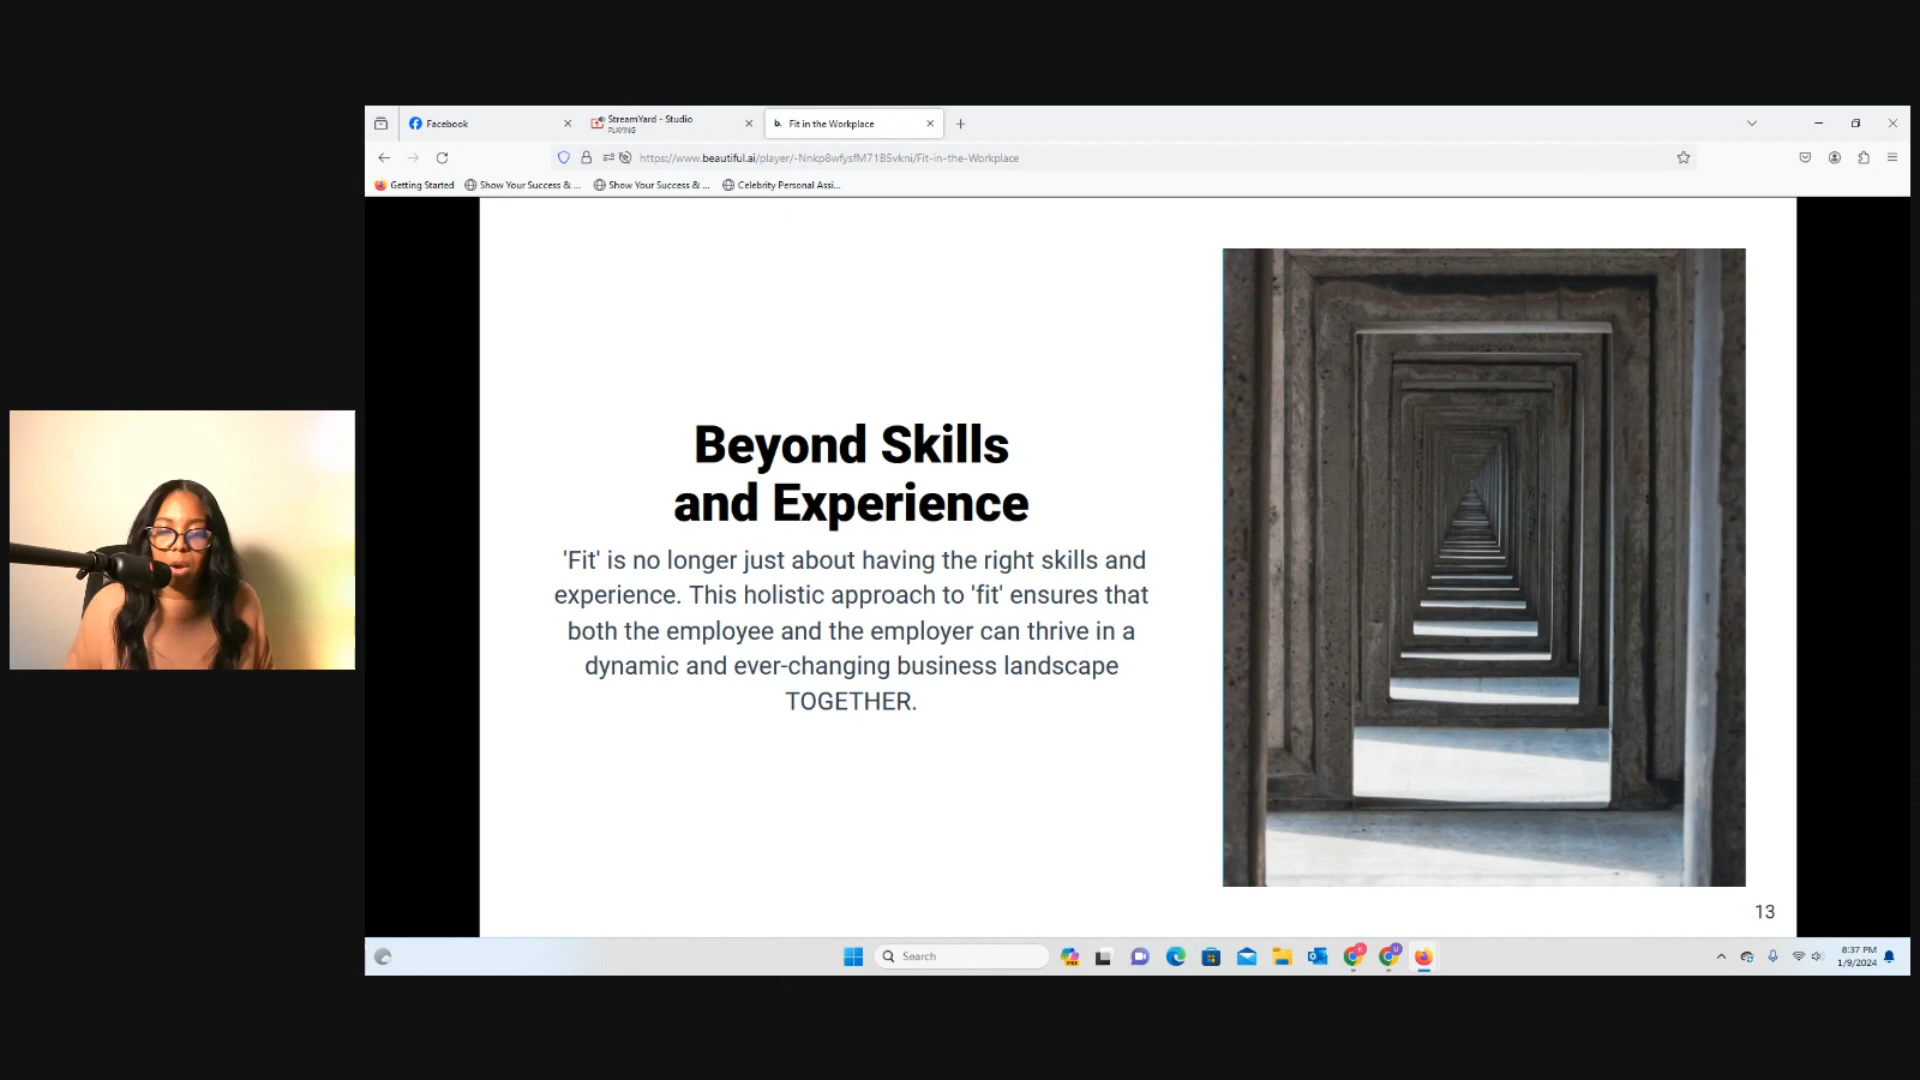 Facebook
StreamYard - Studio
PLAYING
b. Fit in the Workplace
https://www.beautiful.ai/player/-Nnkp8wfysfM71B5vkni/Fit-in-the-Workplace
Getting Started
Show Your Success & ...
Show Your Success & ...
Celebrity Personal Assi...
Beyond Skills
and Experience
'Fit' is no longer just about having the right skills and
experience. This holistic approach to 'fit' ensures that
both the employee and the employer can thrive in a
dynamic and ever-changing business landscape
TOGETHER.
13
Search
8:37 PM
1/9/2024